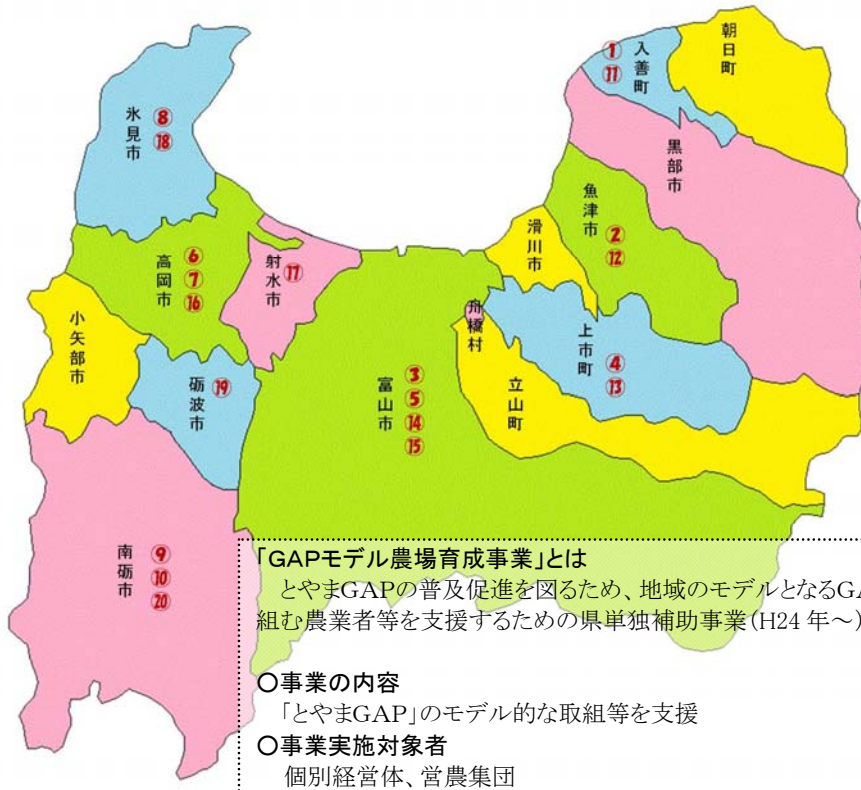 朝日町
①
入善町
⑪
黒部市
氷見市
⑧
⑱
魚津市
②
⑫
滑川市
高岡市
⑥
⑦
⑯
射水市
⑰
舟橋村
上市町
④
⑬
小矢部市
砺波市
⑲
富山市
③
⑤
⑭
⑮
立山町
南砺市
⑨
⑩
⑳
「GAPモデル農場育成事業」とは
とやまGAPの普及促進を図るため、地域のモデルとなるGA
組む農業者等を支援するための県単独補助事業(H24 年～)
○事業の内容
「とやまGAP」のモデル的な取組等を支援
○事業実施対象者
個別経営体、営農集団